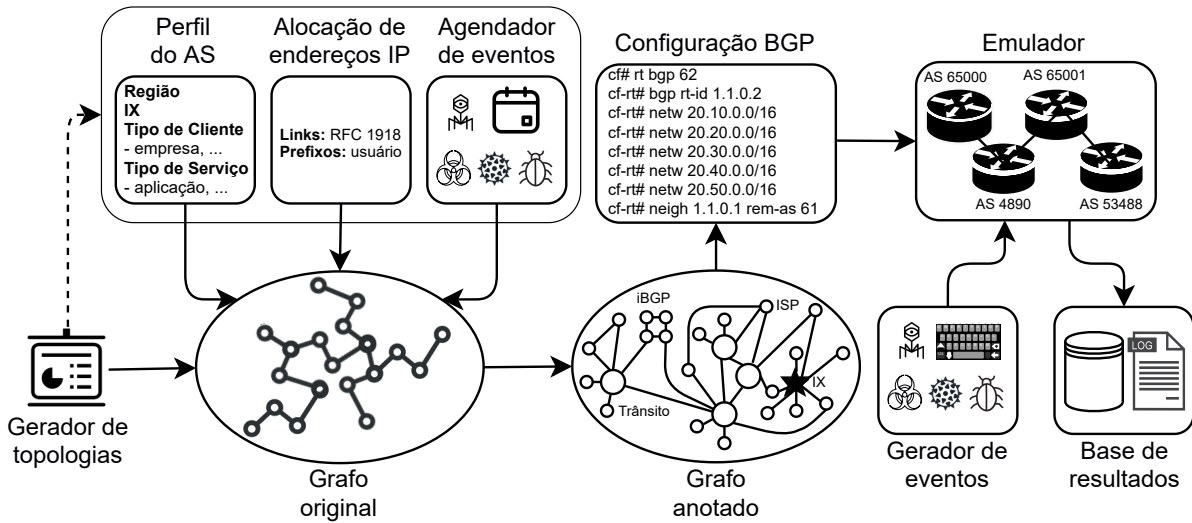 Perfil
do AS
Alocação de
endereços IP
Agendador
de eventos
Configuração BGP
Emulador
Região
IX
Tipo de Cliente
- empresa, ...
Tipo de Serviço
- aplicação, ...
Links: RFC 1918
Prefixos: usuário
cf# rt bgp 62
cf-rt# bgp rt-id 1.1.0.2
cf-rt# netw 20.10.0.0/16
cf-rt# netw 20.20.0.0/16
cf-rt# netw 20.30.0.0/16
cf-rt# netw 20.40.0.0/16
cf-rt# netw 20.50.0.0/16
cf-rt# neigh 1.1.0.1 rem-as 61
AS 65000
AS 65001
AS 4890
AS 53488
iBGP
ISP
IX
Trânsito
LOG
Gerador de
topologias
Grafo
original
Grafo
anotado
Gerador de
eventos
Base de
resultados